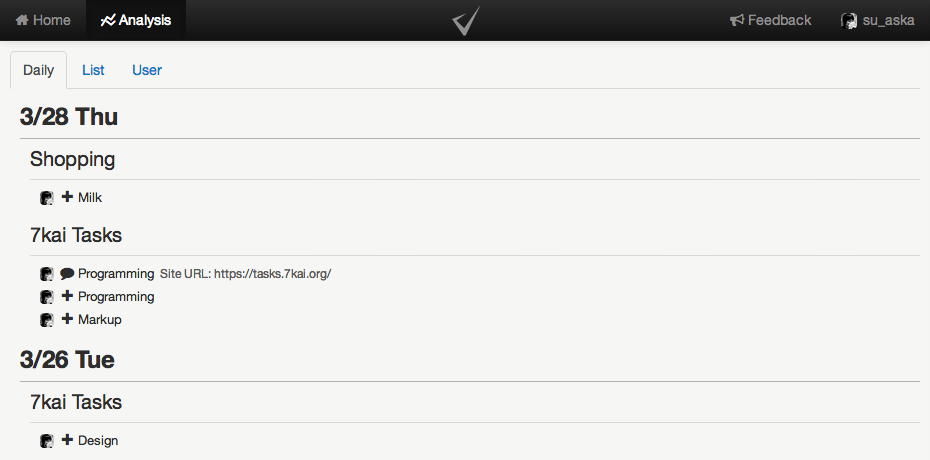 Home Analysis Feedback su_aska
Daily List User
3/28 Thu
Shopping
Milk
7kai Tasks
Programming Site URL: https://tasks.7kai.org/
Programming
Markup
3/26 Tue
7kai Tasks
Design